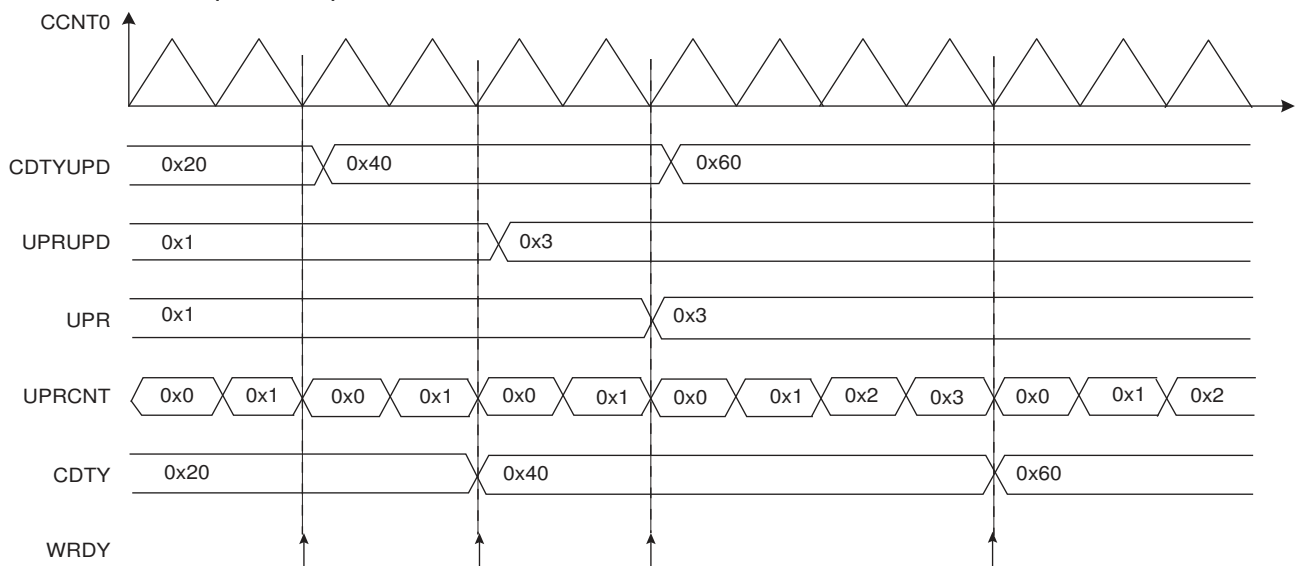 CCNT0
CDTYUPD 0x20 0x40 0x60
UPRUPD 0x1 0x3
UPR 0x1 0x3
UPRCNT 0x0 0x1 0x0 0x1 0x0 0x1 0x0 0x1 0x2 0x3 0x0 0x1 0x2
CDTY 0x20 0x40 0x60
WRDY